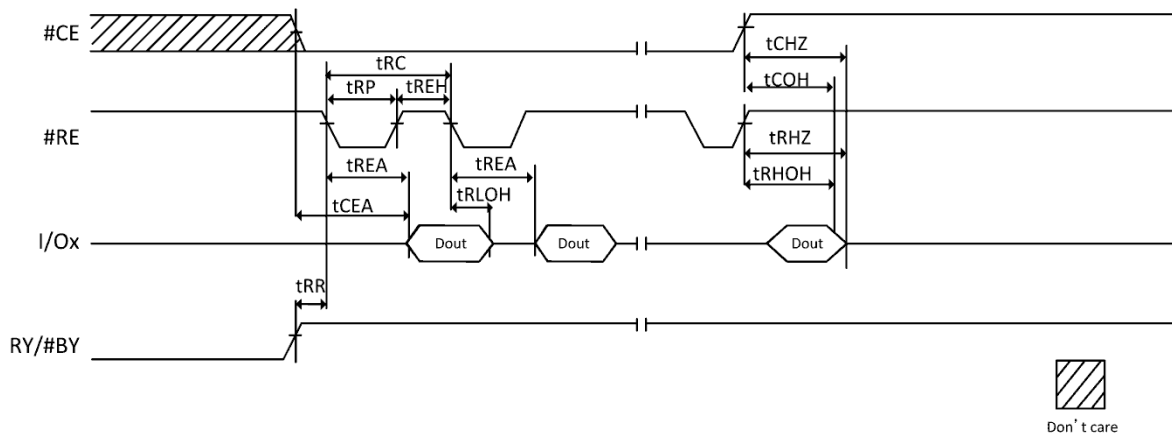 #CE
tCHZ
tRC
tCOH
tRP
tREH
#RE
tRHZ
tREA
tREA
tRHOH
tRLOH
tCEA
I/Ox
Dout
Dout
Dout
tRR
RY/#BY
Don't care